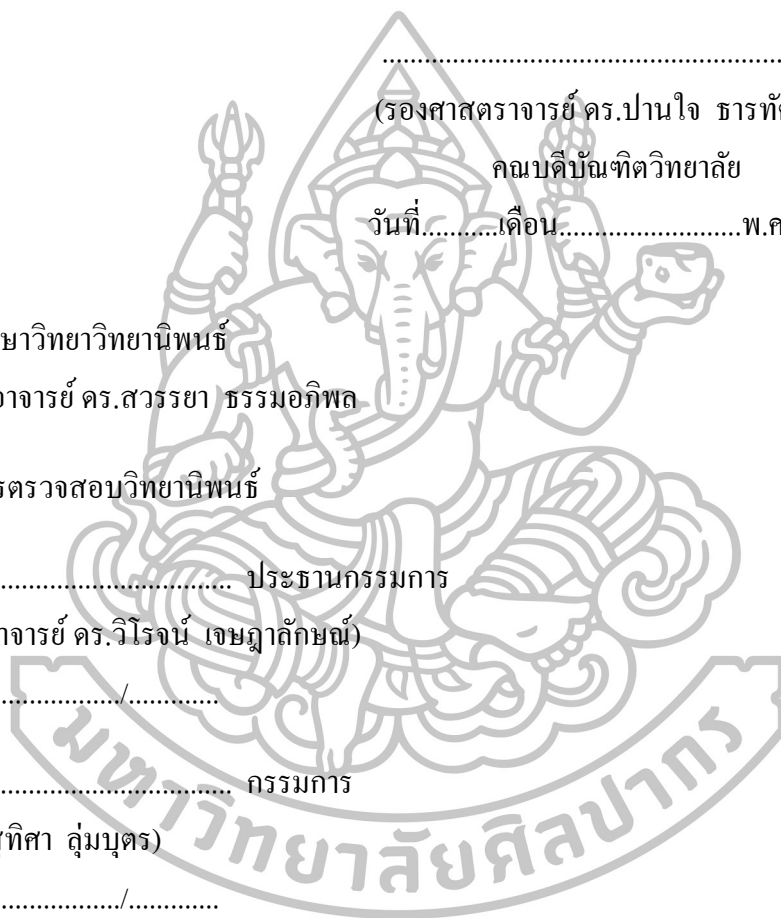 ............................................................
(รองศาสตราจารย์ ดร.ปานใจ ธารทั
คณบดีบัณฑิตวิทยาลัย
วันที่...........เดือน..........................พ.ศ
ษาวิทยาวิทยานิพนธ์
อาจารย์ ดร.สวรรยา ธรรมอภิพล
รตรวจสอบวิทยานิพนธ์
.................................. ประธานกรรมการ
าจารย์ ดร.วิโรจน์ เจษฎาลักษณ์)
................./.............
.................................. กรรมการ
สุทิศา ลุ่มบุตร)
................./.............
มหาวิทยาลัยศิลปากร